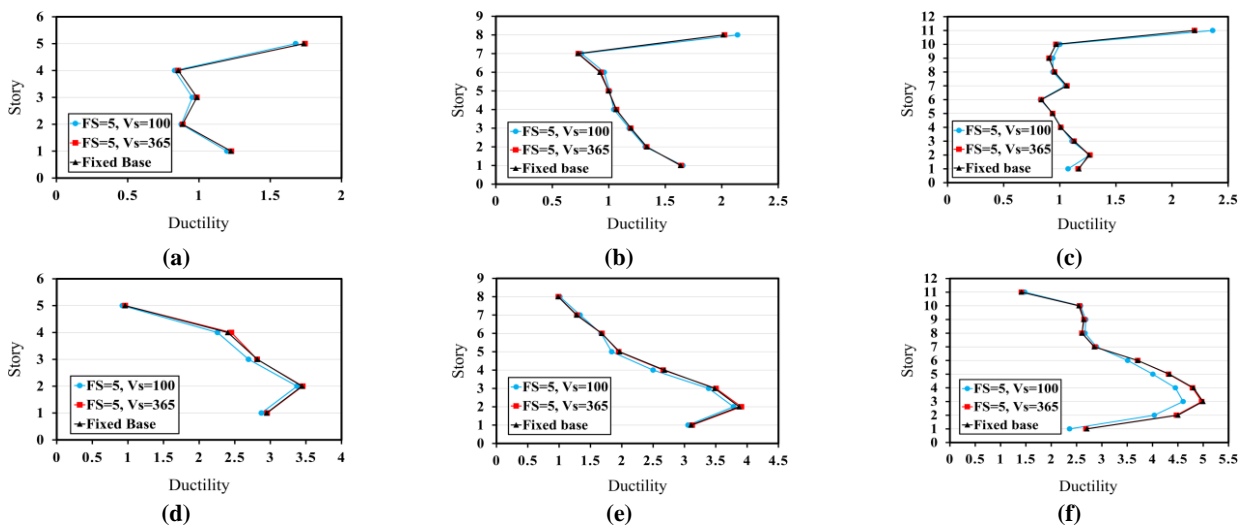 6
5
4
3
2
1
0
Story
FS=5, Vs=100
FS=5, Vs=365
Fixed Base
0 0.5 1 1.5 2
Ductility
(a)
9
8
7
6
5
4
3
2
1
0
Story
FS=5, Vs=100
FS=5, Vs=365
Fixed base
0 0.5 1 1.5 2 2.5
Ductility
(b)
12
11
10
9
8
7
6
5
4
3
2
1
0
Story
FS=5, Vs=100
FS=5, Vs=365
Fixed base
0 0.5 1 1.5 2 2.5
Ductility
(c)
6
5
4
3
2
1
0
Story
FS=5, Vs=100
FS=5, Vs=365
Fixed Base
0 0.5 1 1.5 2 2.5 3 3.5 4
Ductility
(d)
9
8
7
6
5
4
3
2
1
0
Story
FS=5, Vs=100
FS=5, Vs=365
Fixed base
0 0.5 1 1.5 2 2.5 3 3.5 4 4.5
Ductility
(e)
12
11
10
9
8
7
6
5
4
3
2
1
0
Story
FS=5, Vs=100
FS=5, Vs=365
Fixed base
0 0.5 1 1.5 2 2.5 3 3.5 4 4.5 5 5.5
Ductility
(f)